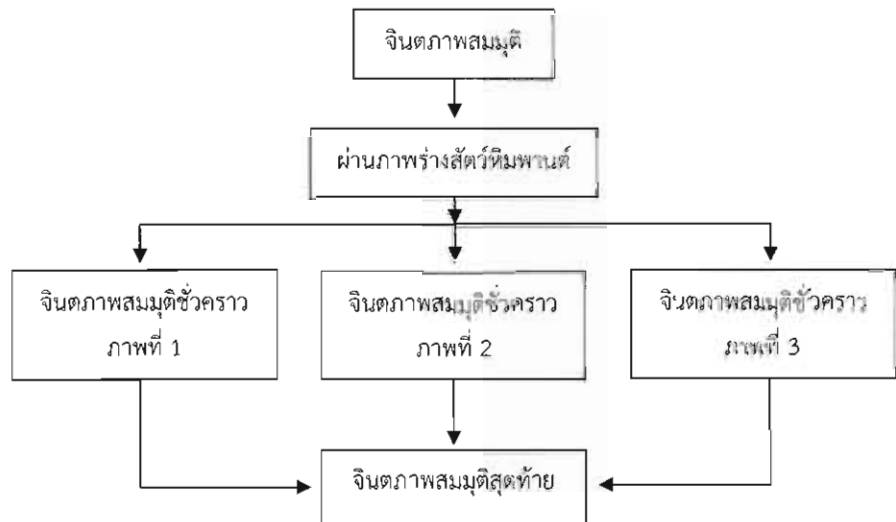 จินตภาพสมมุติ
ผ่านภาพร่างสัตว์หิมพานต์
จินตภาพสมมุติชั่วคราว
ภาพที่ 1
จินตภาพสมมุติชั่วคราว
ภาพที่ 2
จินตภาพสมมุติชั่วคราว
ภาพที่ 3
จินตภาพสมมุติสุดท้าย